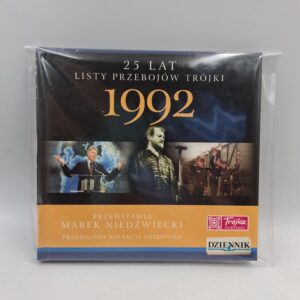 25 LAT
LISTY PRZEBOJÓW TRÓJKI
1992
PRZEDSTAWIA
MAREK NIEDŹWIECKI
PRZEBOJOWA KOLEKCJA DZIENNIKA
Trójka
DZIENNIK